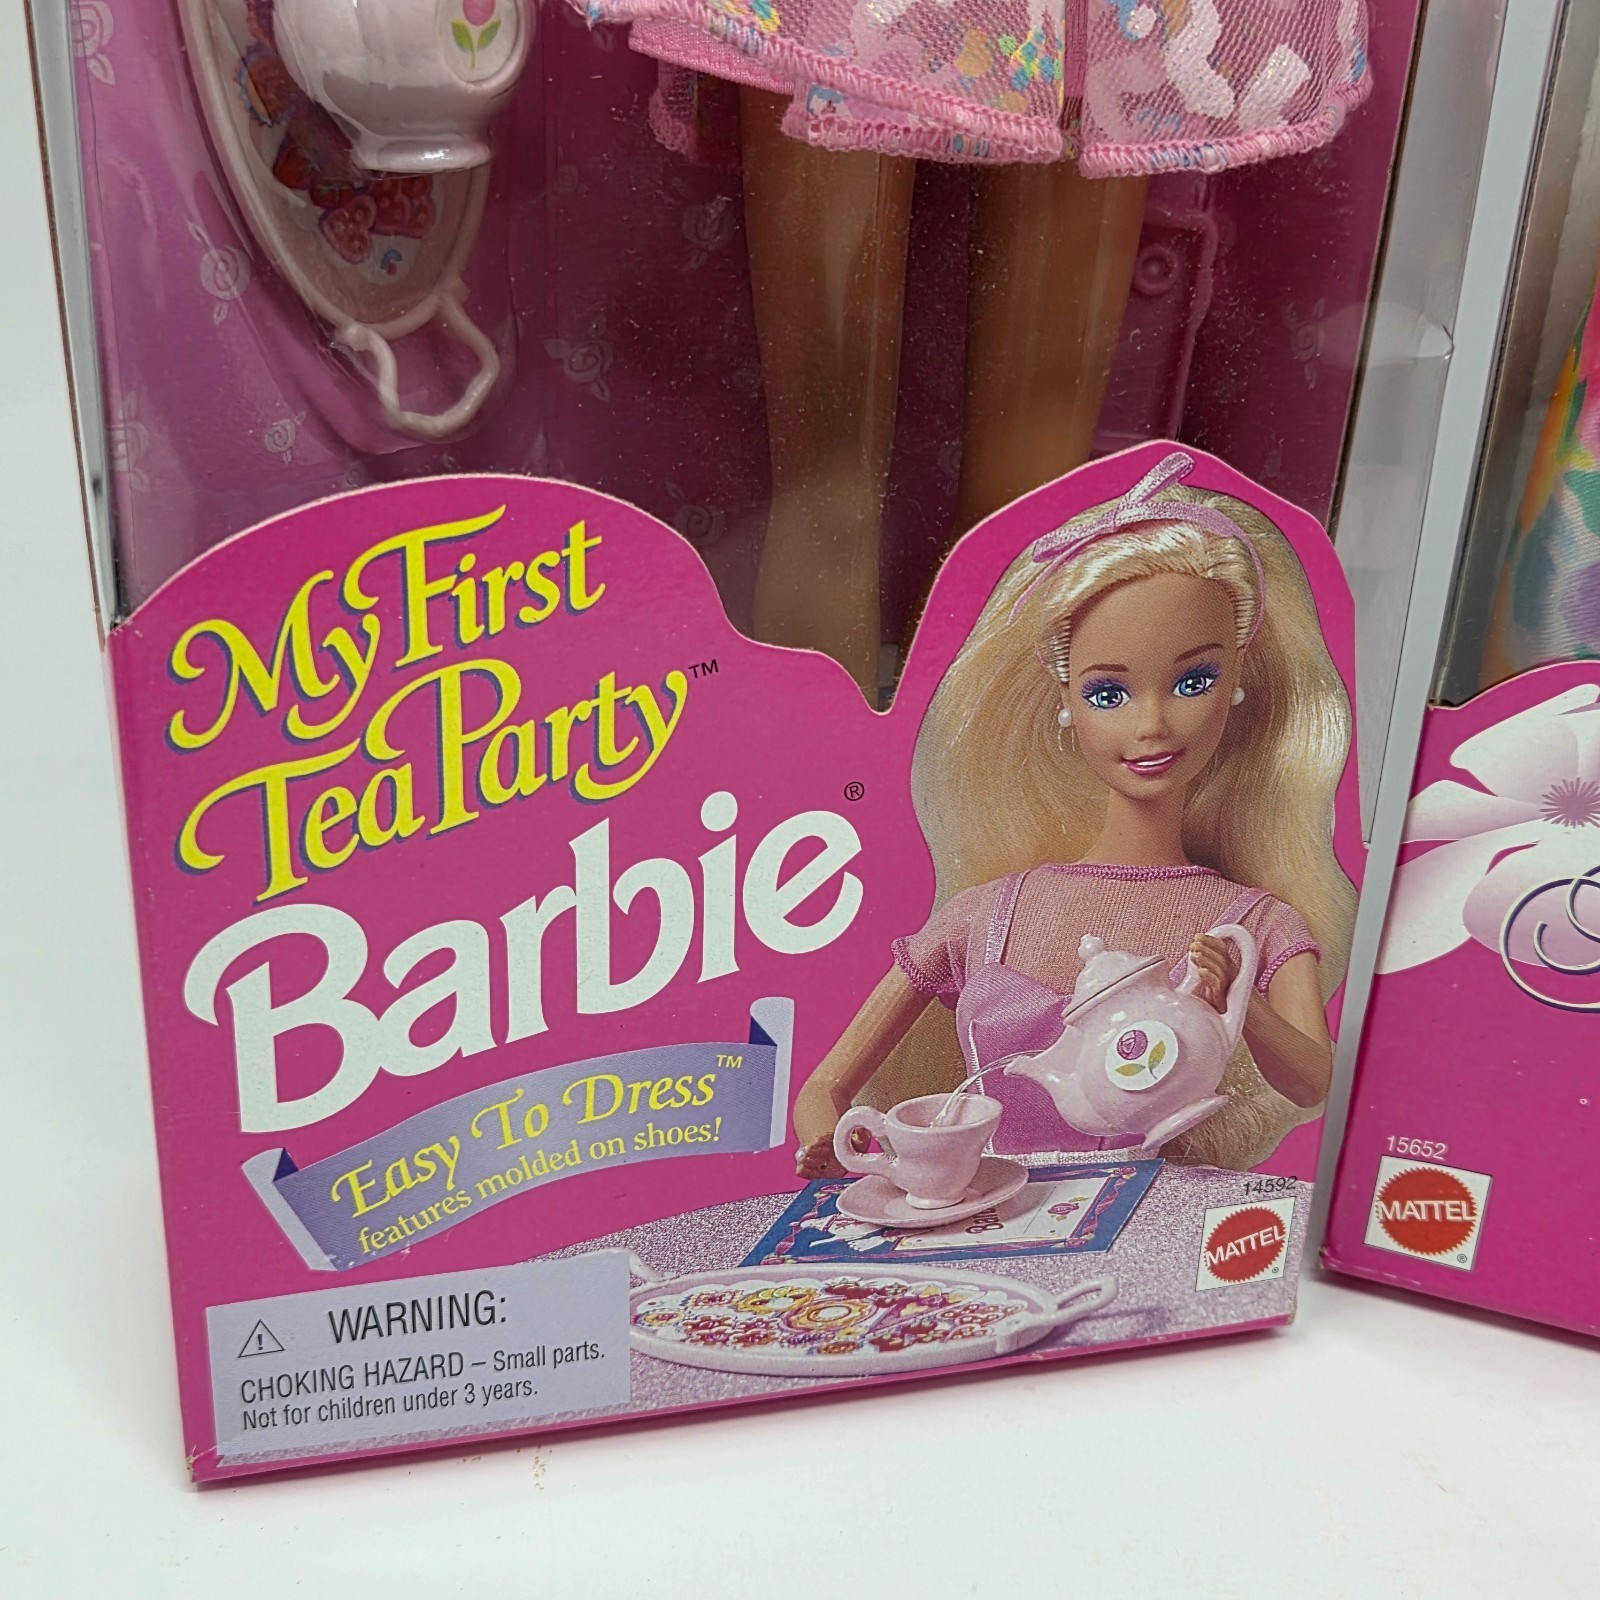 My First
Tea Party™
Barbie®
Easy To Dress™
features molded on shoes!
⚠ WARNING:
CHOKING HAZARD – Small parts.
Not for children under 3 years.
14592
MATTEL®
15652
MATTEL®